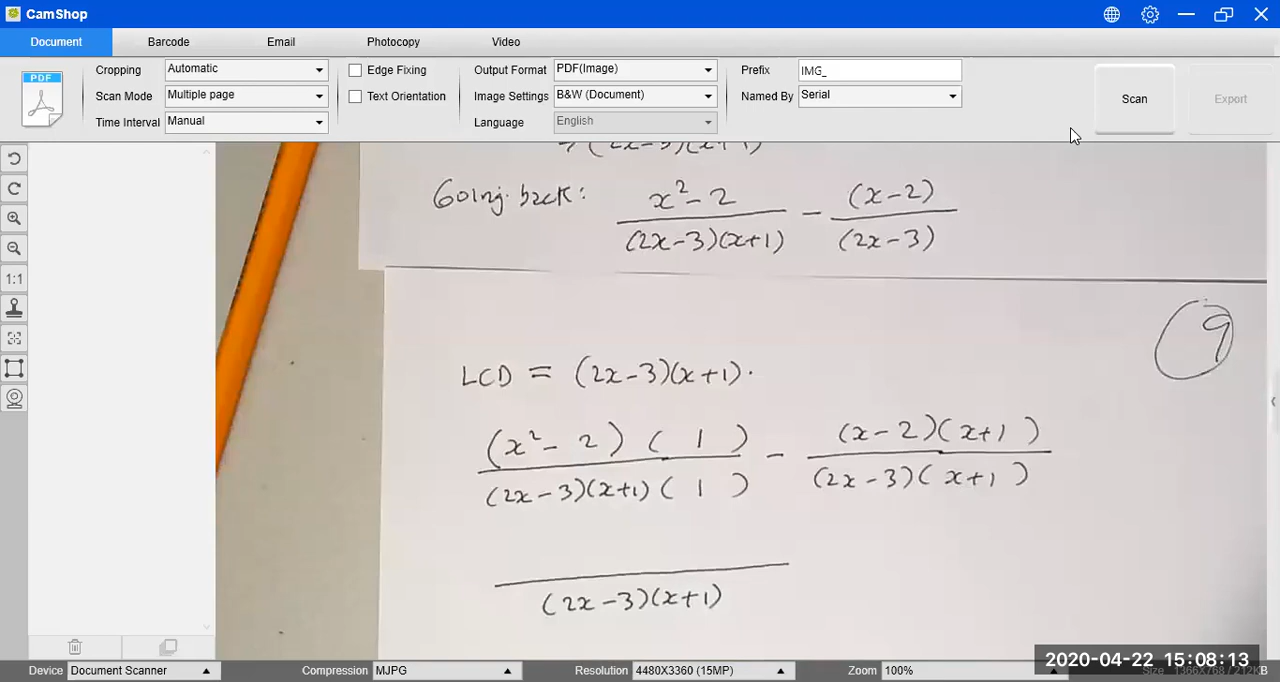 CamShop
Document Barcode Email Photocopy Video
PDF
Cropping Automatic Edge Fixing Output Format PDF(Image) Prefix IMG_
Scan Mode Multiple page Text Orientation Image Settings B&W (Document) Named By Serial
Time Interval Manual Language English
Scan Export
1:1
→ (2x-3)(x+1)
Going back: x²-2 / (2x-3)(x+1) - (x-2) / (2x-3)
9
LCD = (2x-3)(x+1).
(x²-2)(1) / (2x-3)(x+1)(1) - (x-2)(x+1) / (2x-3)(x+1)
(2x-3)(x+1)
2020-04-22 15:08:13
Device Document Scanner Compression MJPG Resolution 4480X3360 (15MP) Zoom 100%